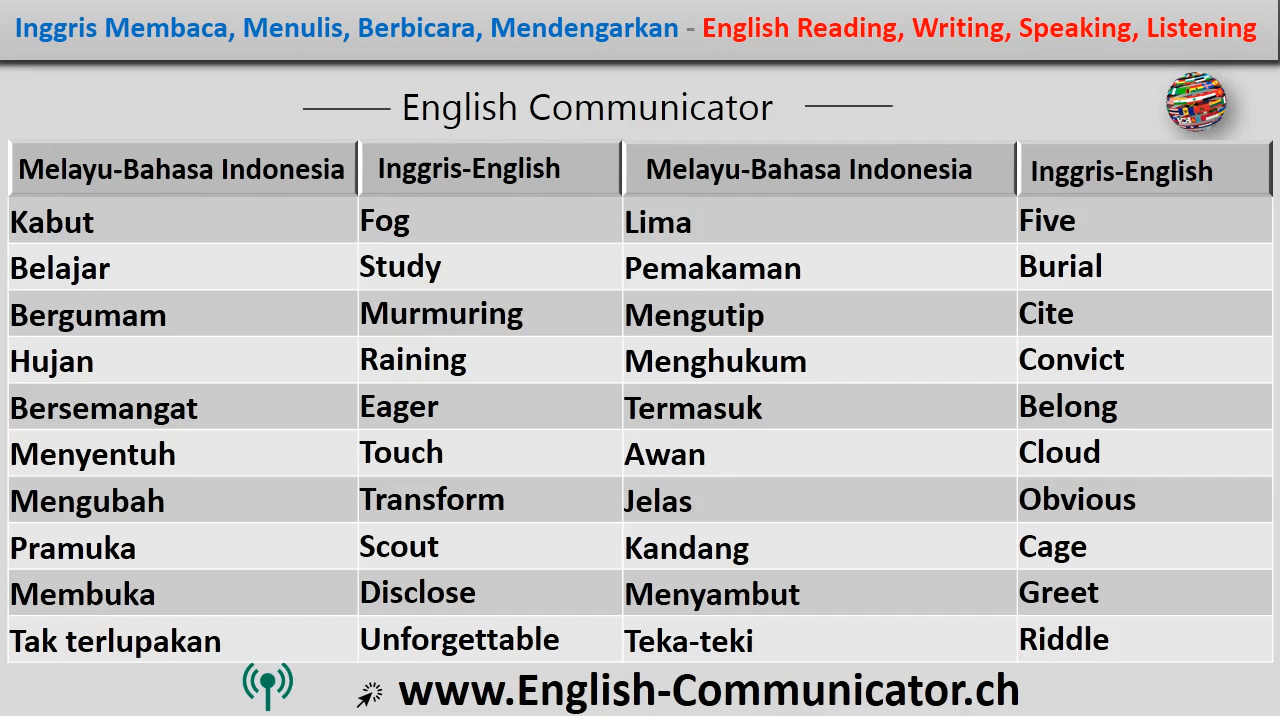 Inggris Membaca, Menulis, Berbicara, Mendengarkan - English Reading, Writing, Speaking, Listening
English Communicator
Melayu-Bahasa Indonesia Inggris-English Melayu-Bahasa Indonesia Inggris-English
Kabut Fog Lima Five
Belajar Study Pemakaman Burial
Bergumam Murmuring Mengutip Cite
Hujan Raining Menghukum Convict
Bersemangat Eager Termasuk Belong
Menyentuh Touch Awan Cloud
Mengubah Transform Jelas Obvious
Pramuka Scout Kandang Cage
Membuka Disclose Menyambut Greet
Tak terlupakan Unforgettable Teka-teki Riddle
www.English-Communicator.ch